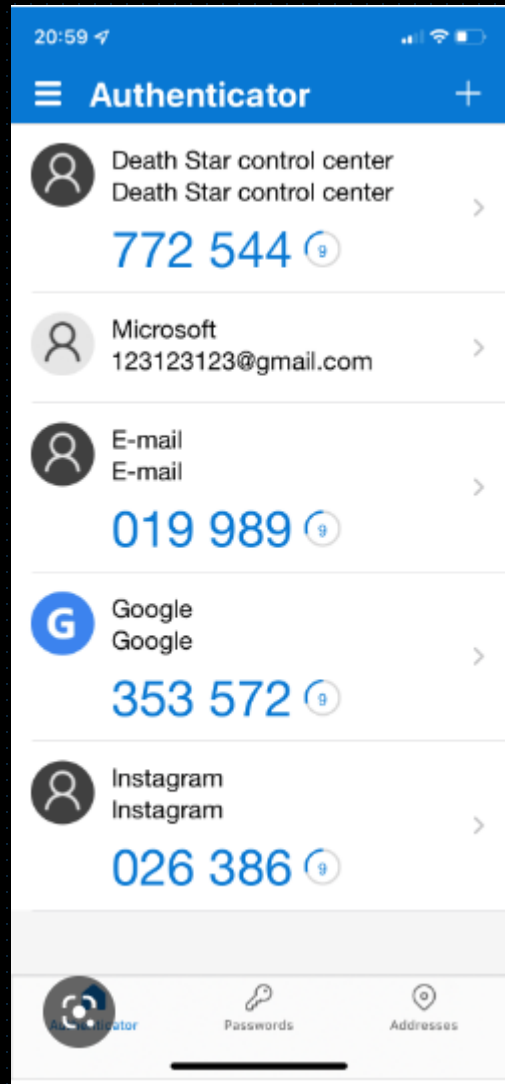 20:59
Authenticator
Death Star control center
Death Star control center
772 544 9
Microsoft
123123123@gmail.com
E-mail
E-mail
019 989 9
G
Google
Google
353 572 9
Instagram
Instagram
026 386 9
Authenticator
Passwords
Addresses